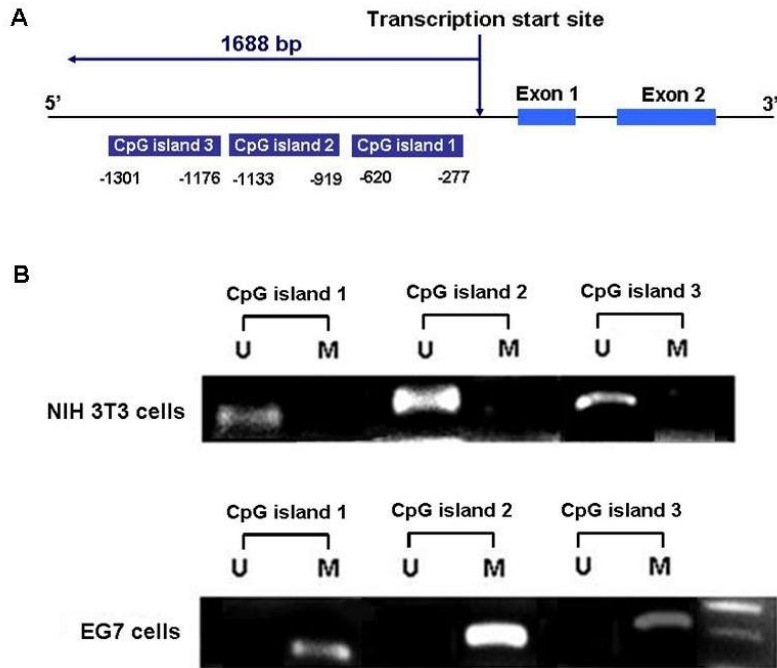 A
Transcription start site
1688 bp
5’
Exon 1
Exon 2
3’
CpG island 3
CpG island 2
CpG island 1
-1301
-1176
-1133
-919
-620
-277
B
CpG island 1
CpG island 2
CpG island 3
U
M
U
M
U
M
NIH 3T3 cells
CpG island 1
CpG island 2
CpG island 3
U
M
U
M
U
M
EG7 cells